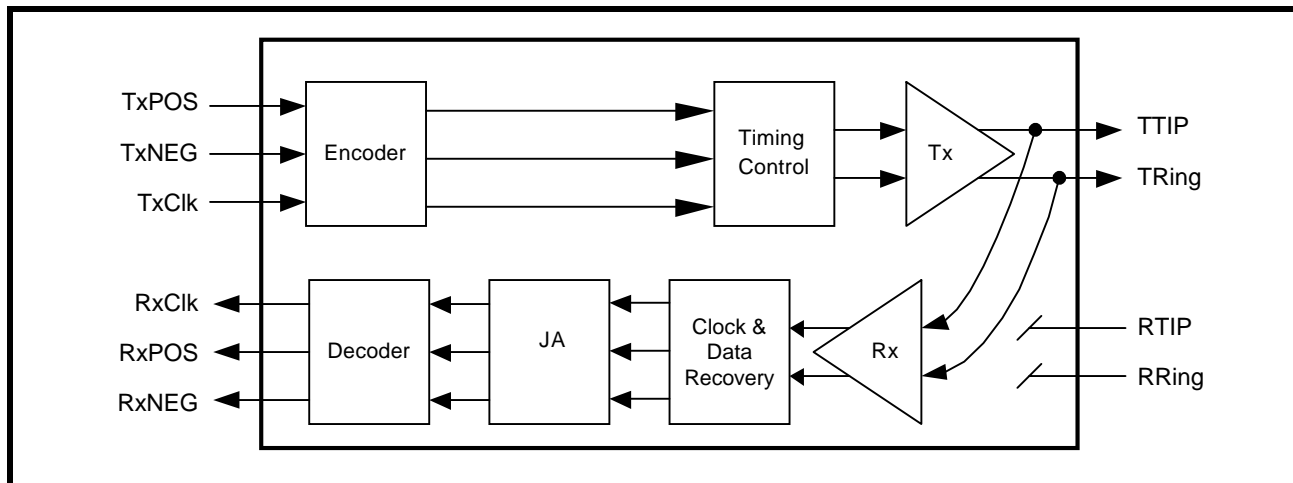 TxPOS
TxNEG
TxClk
Encoder
Timing
Control
Tx
TTIP
TRing
RxClk
RxPOS
RxNEG
Decoder
JA
Clock &
Data
Recovery
Rx
RTIP
RRing